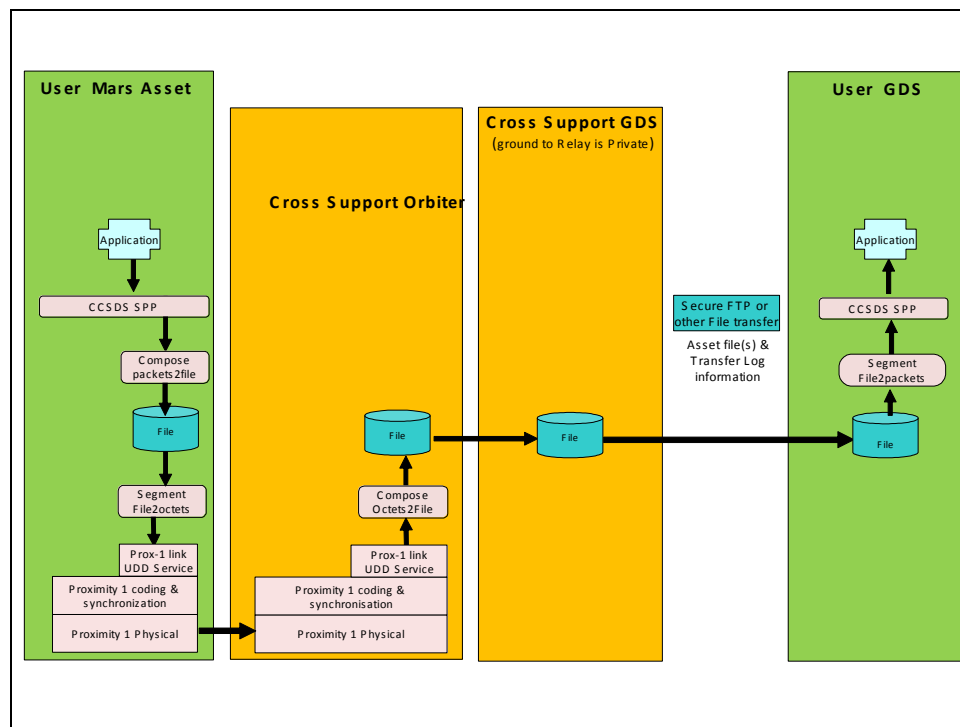 User Mars Asset
Application
CCSDS SPP
Compose
packets2file
File
Segment
File2octets
Prox-1 link
UDD Service
Proximity 1 coding &
synchronization
Proximity 1 Physical
Cross Support Orbiter
File
Compose
Octets2File
Prox-1 link
UDD Service
Proximity 1 coding &
synchronisation
Proximity 1 Physical
Cross Support GDS
(ground to Relay is Private)
File
Secure FTP or
other File transfer
Asset file(s) &
Transfer Log
information
User GDS
Application
CCSDS SPP
Segment
File2packets
File